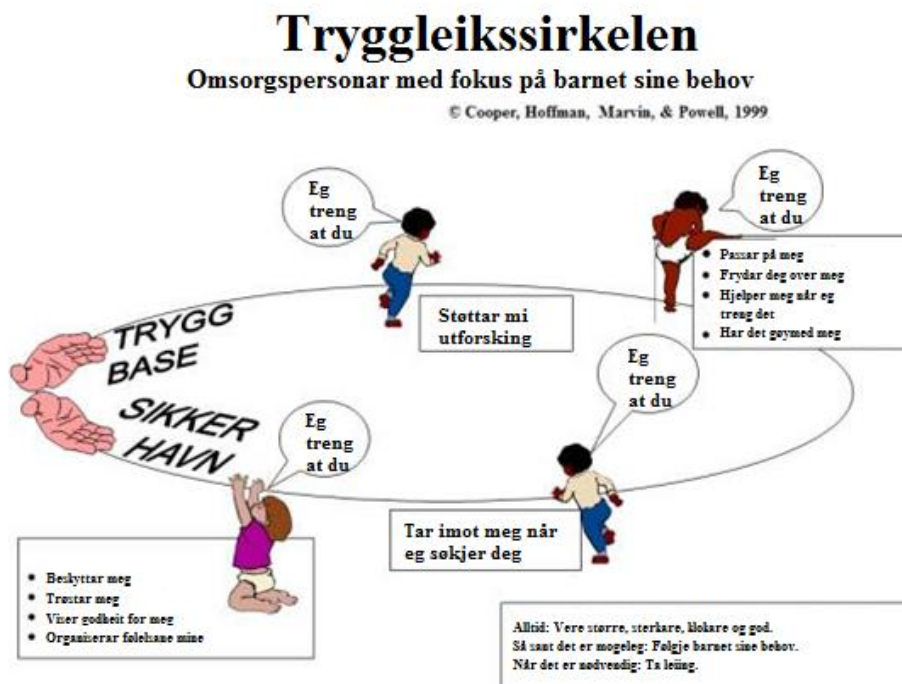 Tryggleikssirkelen
Omsorgspersonar med fokus på barnet sine behov
© Cooper, Hoffman, Marvin, & Powell, 1999
Eg
treng
at du
Støttar mi
utforsking
Eg
treng
at du
• Passar på meg
• Frydar deg over meg
• Hjelper meg når eg
treng det
• Har det gøymed meg
TRYGG
BASE
SIKKER
HAVN
Eg
treng
at du
Tar imot meg når
eg søkjer deg
Eg
treng
at du
• Beskyttar meg
• Trøstar meg
• Viser godheit for meg
• Organiserar følelsane mine
Alltid: Vere større, sterkare, klokare og god.
Så sant det er mogeleg: Følgje barnet sine behov.
Når det er nødvendig: Ta leiing.